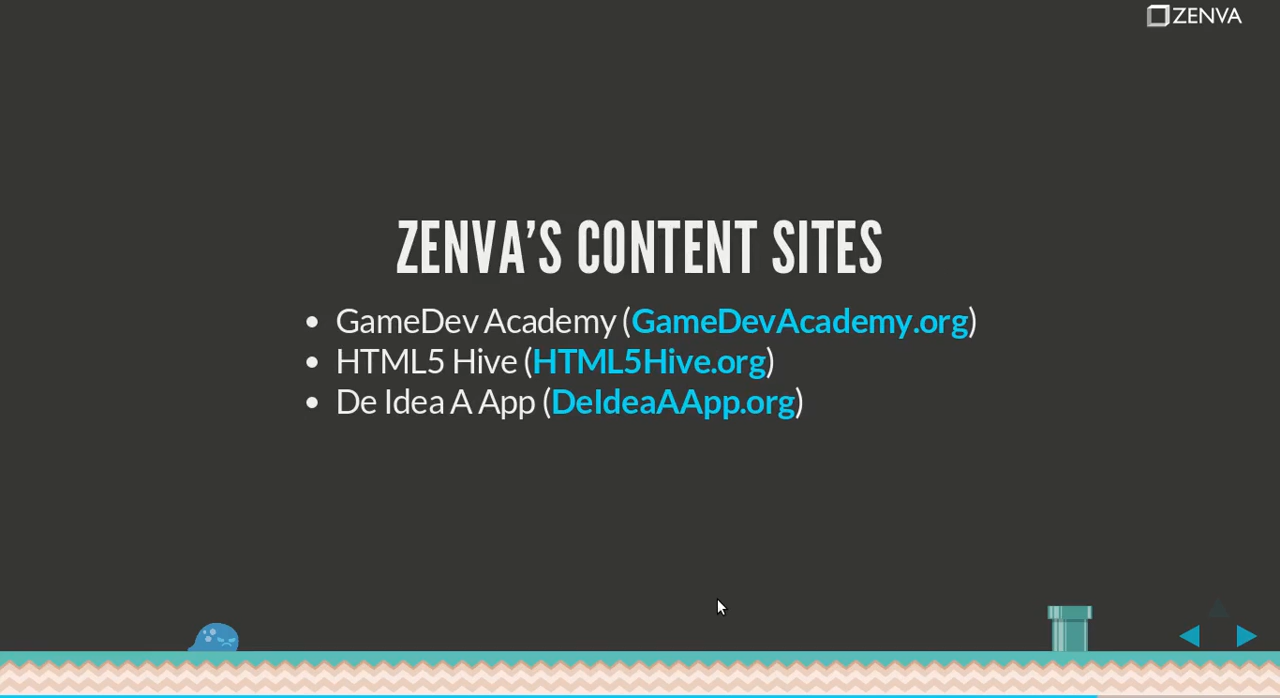 ZENVA
ZENVA'S CONTENT SITES
• GameDev Academy (GameDevAcademy.org)
• HTML5 Hive (HTML5Hive.org)
• De Idea A App (DeIdeaAApp.org)